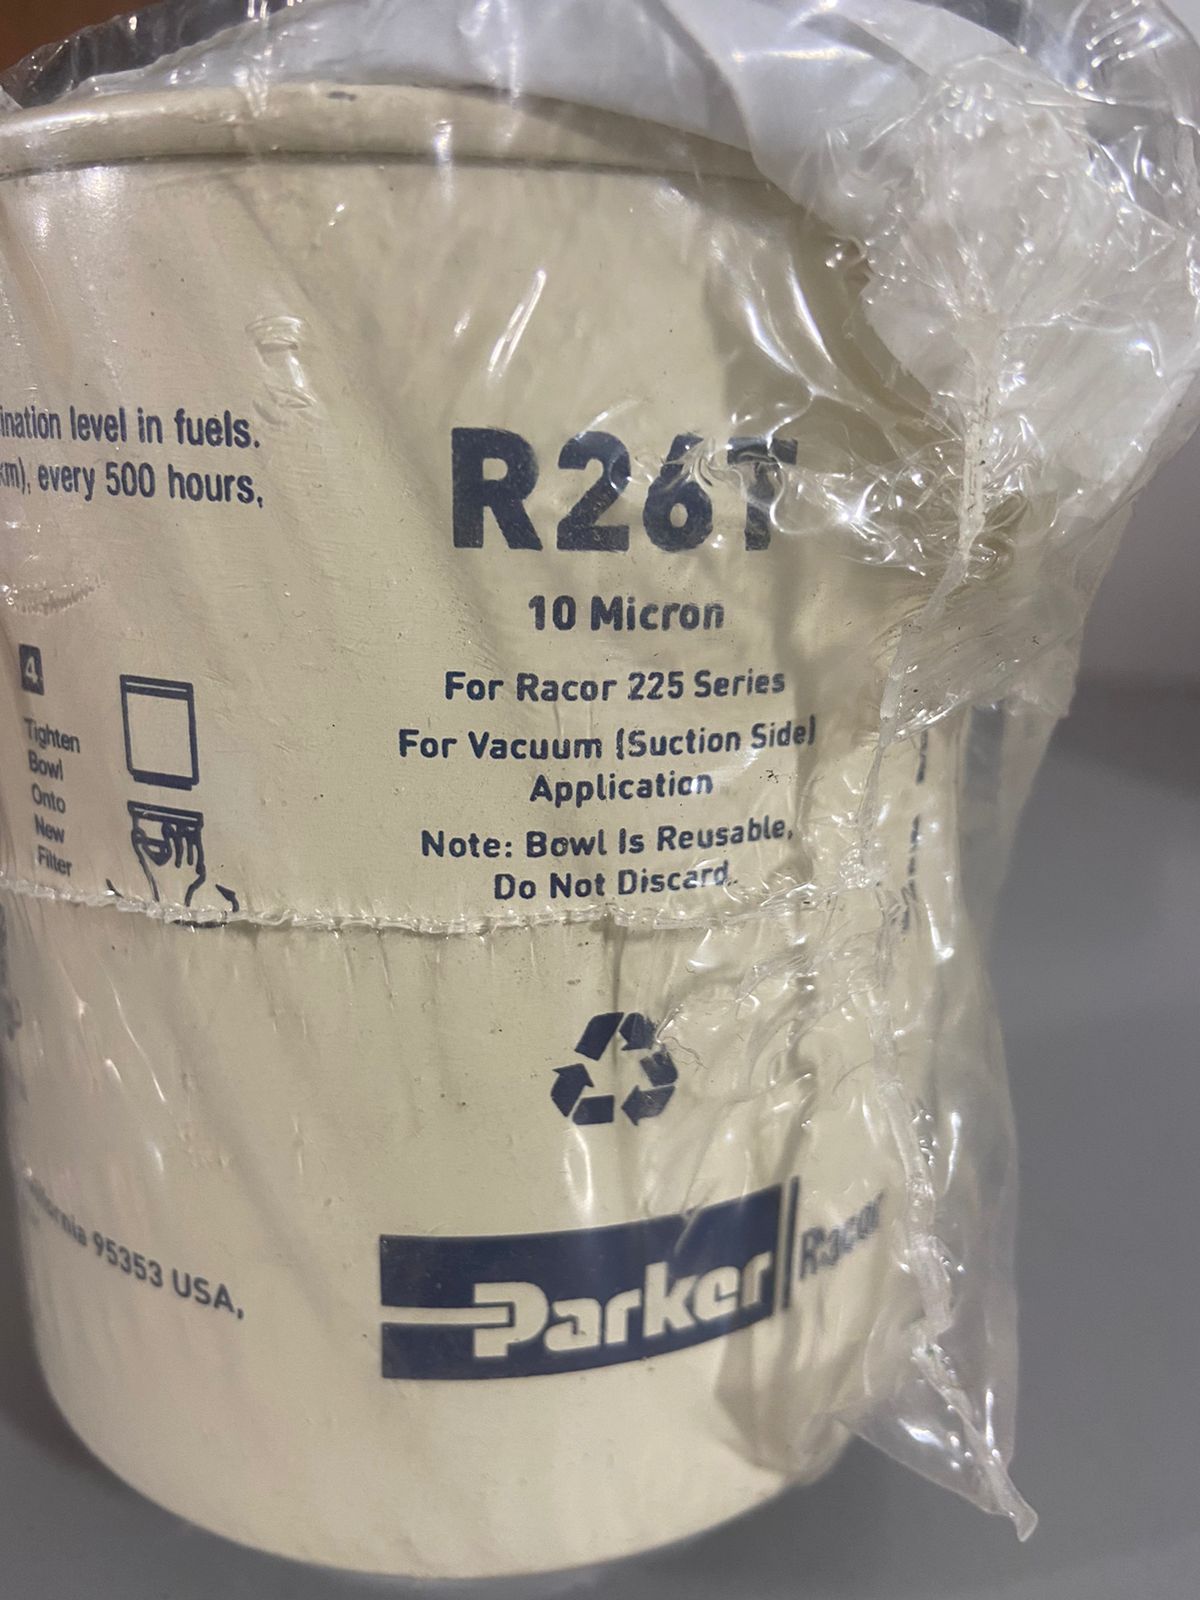 ination level in fuels.
km), every 500 hours,
R26T
10 Micron
For Racor 225 Series
For Vacuum (Suction Side)
Application
Note: Bowl Is Reusable,
Do Not Discard.
4
Tighten
Bowl
Onto
New
Filter
California 95353 USA,
Parker Racor